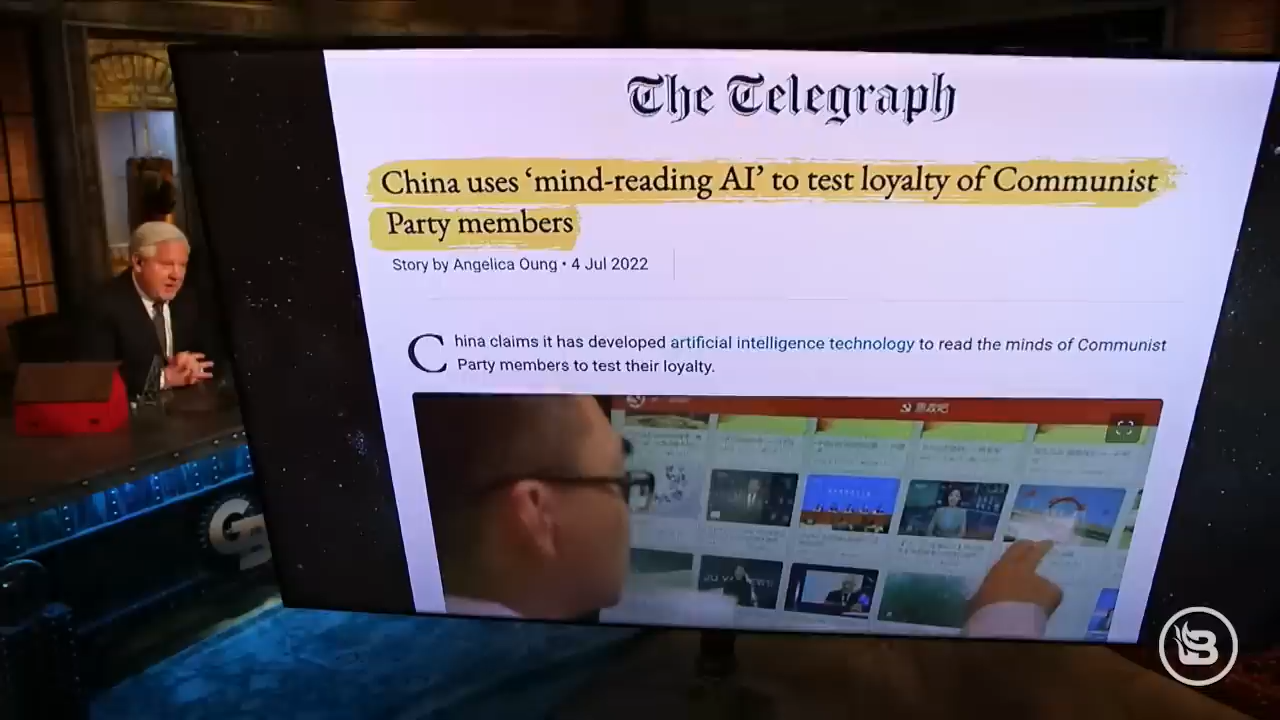 The Telegraph
China uses ‘mind-reading AI’ to test loyalty of Communist
Party members
Story by Angelica Oung • 4 Jul 2022
China claims it has developed artificial intelligence technology to read the minds of Communist
Party members to test their loyalty.
GB
B